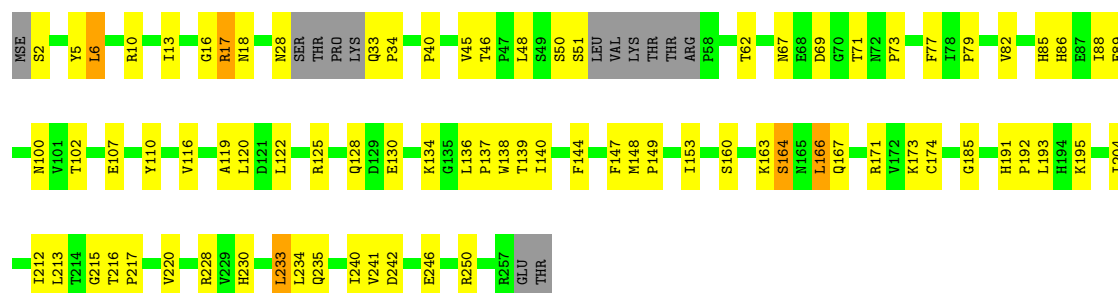 MSE S2 Y5 L6 R10 I13 G16 R17 N18 N28 SER THR PRO LYS Q33 P34 P40 V45 T46 P47 L48 S49 S50 S51 LEU VAL LYS THR THR ARG P58 T62 N67 E68 D69 G70 T71 N72 P73 F77 I78 P79 V82 H85 H86 E87 I88
N100 V101 T102 E107 Y110 V116 A119 L120 D121 L122 R125 Q128 D129 E130 K134 G135 L136 P137 W138 T139 I140 F144 F147 M148 P149 I153 S160 K163 S164 N165 L166 Q167 R171 V172 K173 C174 G185 H191 P192 L193 H194 K195
I212 L213 T214 G215 T216 P217 V220 R228 V229 H230 L233 L234 Q235 I240 V241 D242 E246 R250 R257 GLU THR